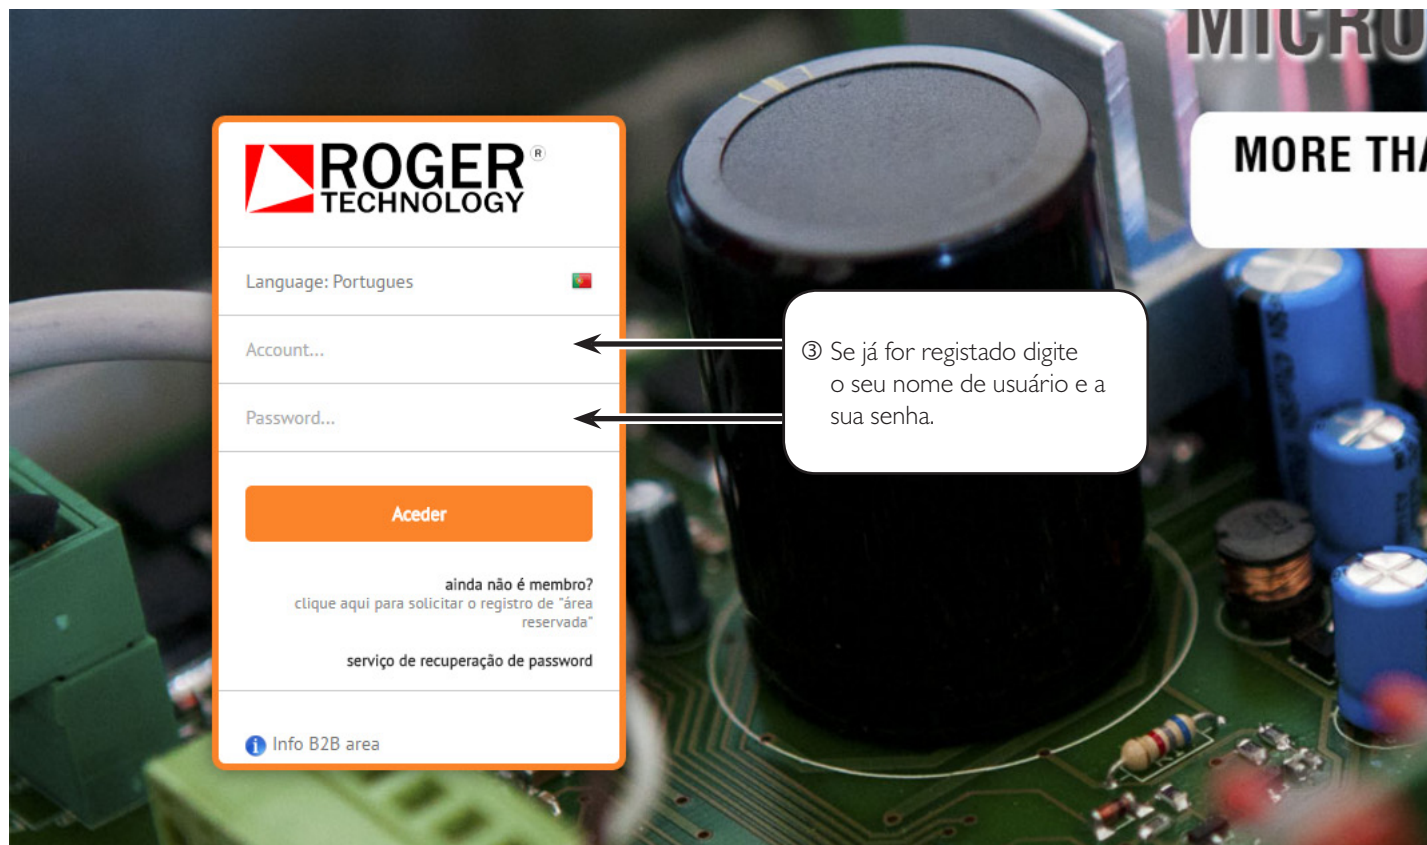 MICRO
MORE THA
ROGER®
TECHNOLOGY
Language: Portugues
Account...
Password...
③ Se já for registado digite
o seu nome de usuário e a
sua senha.
Aceder
ainda não é membro?
clique aqui para solicitar o registro de "área
reservada"
serviço de recuperação de password
Info B2B area